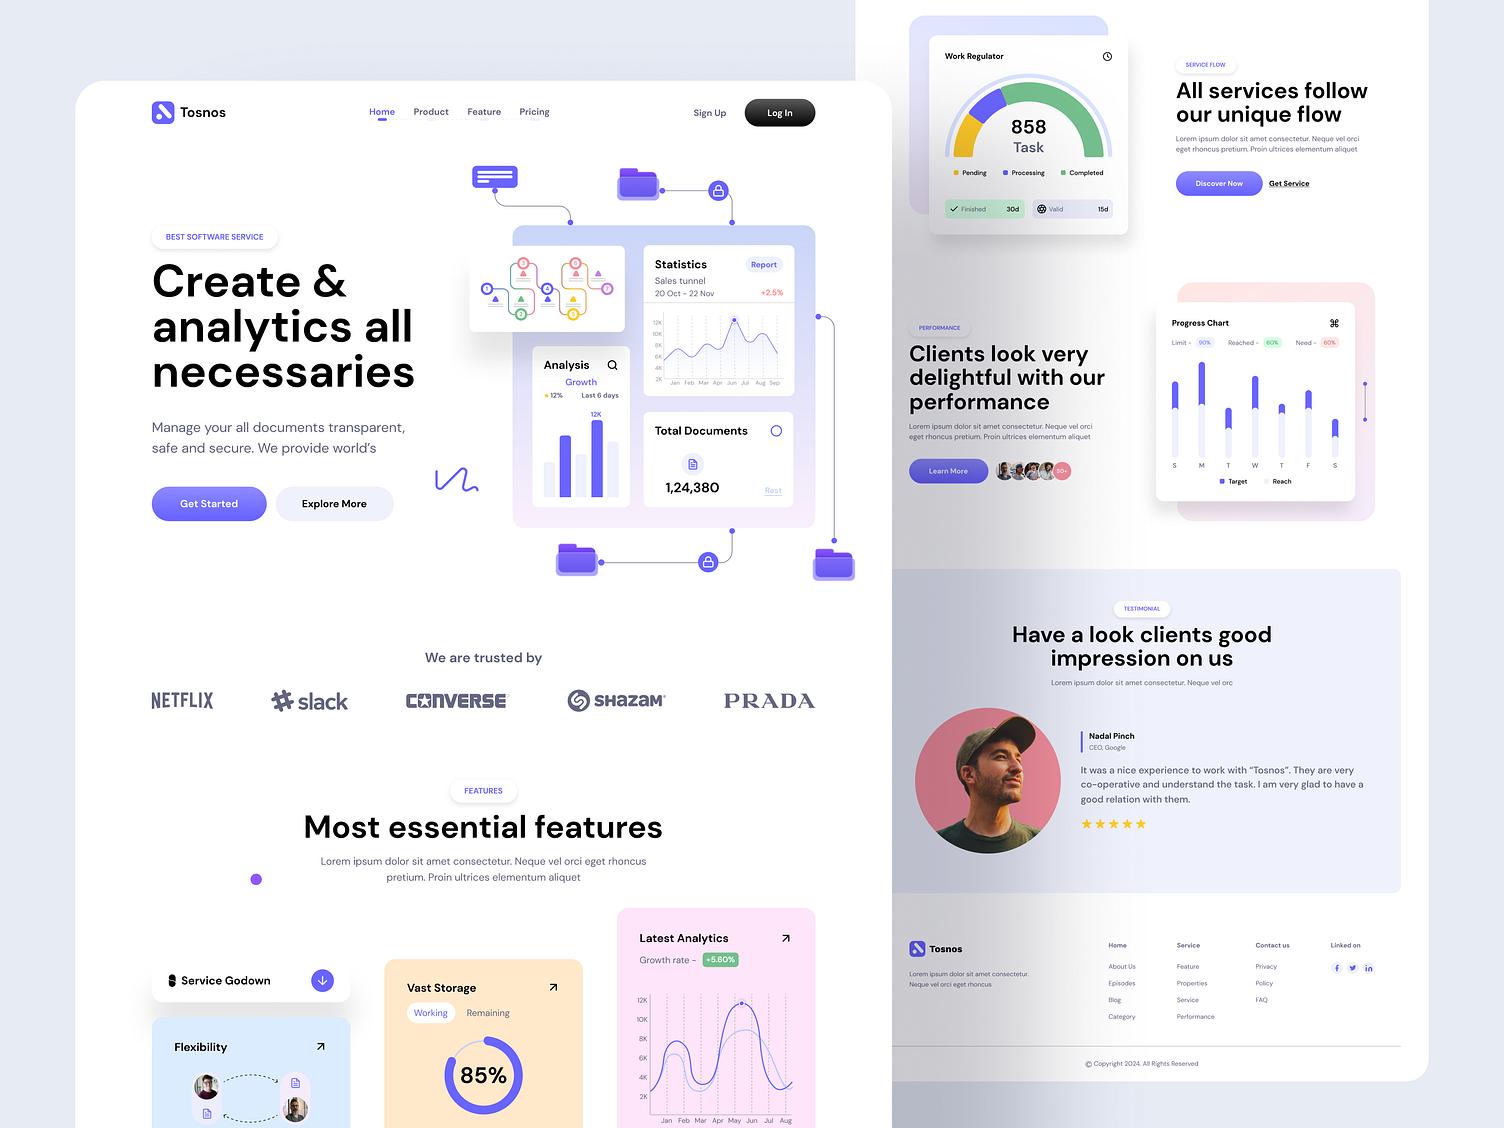 Tosnos
Home
Product
Feature
Pricing
Sign Up
Log In
BEST SOFTWARE SERVICE
Create &
analytics all
necessaries
Manage your all documents transparent,
safe and secure. We provide world's
Get Started
Explore More
1
2
3
4
5
6
7
Statistics
Report
Sales tunnel
20 Oct - 22 Nov
+2.5%
12K
10K
8K
6K
4K
2K
Jan Feb Mar Apr Jun Jul Aug Sep
Analysis
Growth
12%
Last 6 days
12K
Total Documents
1,24,380
Rest
We are trusted by
NETFLIX
slack
CONVERSE
SHAZAM
PRADA
FEATURES
Most essential features
Lorem ipsum dolor sit amet consectetur. Neque vel orci eget rhoncus
pretium. Proin ultrices elementum aliquet
Service Godown
Flexibility
Vast Storage
Working
Remaining
85%
Latest Analytics
Growth rate -
+5.60%
12K
10K
8K
6K
4K
2K
Jan Feb Mar Apr May Jun Jul Aug
Work Regulator
858
Task
Pending
Processing
Completed
Finished
30d
Valid
15d
SERVICE FLOW
All services follow
our unique flow
Lorem ipsum dolor sit amet consectetur. Neque vel orci
eget rhoncus pretium. Proin ultrices elementum aliquet
Discover Now
Get Service
PERFORMANCE
Clients look very
delightful with our
performance
Lorem ipsum dolor sit amet consectetur. Neque vel orci
eget rhoncus pretium. Proin ultrices elementum aliquet
Learn More
50+
Progress Chart
Limit - 90%
Reached - 60%
Need - 60%
S M T W T F S
Target
Reach
TESTIMONIAL
Have a look clients good
impression on us
Lorem ipsum dolor sit amet consectetur. Neque vel orc
Nadal Pinch
CEO, Google
It was a nice experience to work with “Tosnos”. They are very
co-operative and understand the task. I am very glad to have a
good relation with them.
Tosnos
Lorem ipsum dolor sit amet consectetur.
Neque vel orci eget rhoncus
Home
About Us
Episodes
Blog
Category
Service
Feature
Properties
Service
Performance
Contact us
Privacy
Policy
FAQ
Linked on
© Copyright 2024. All Rights Reserved